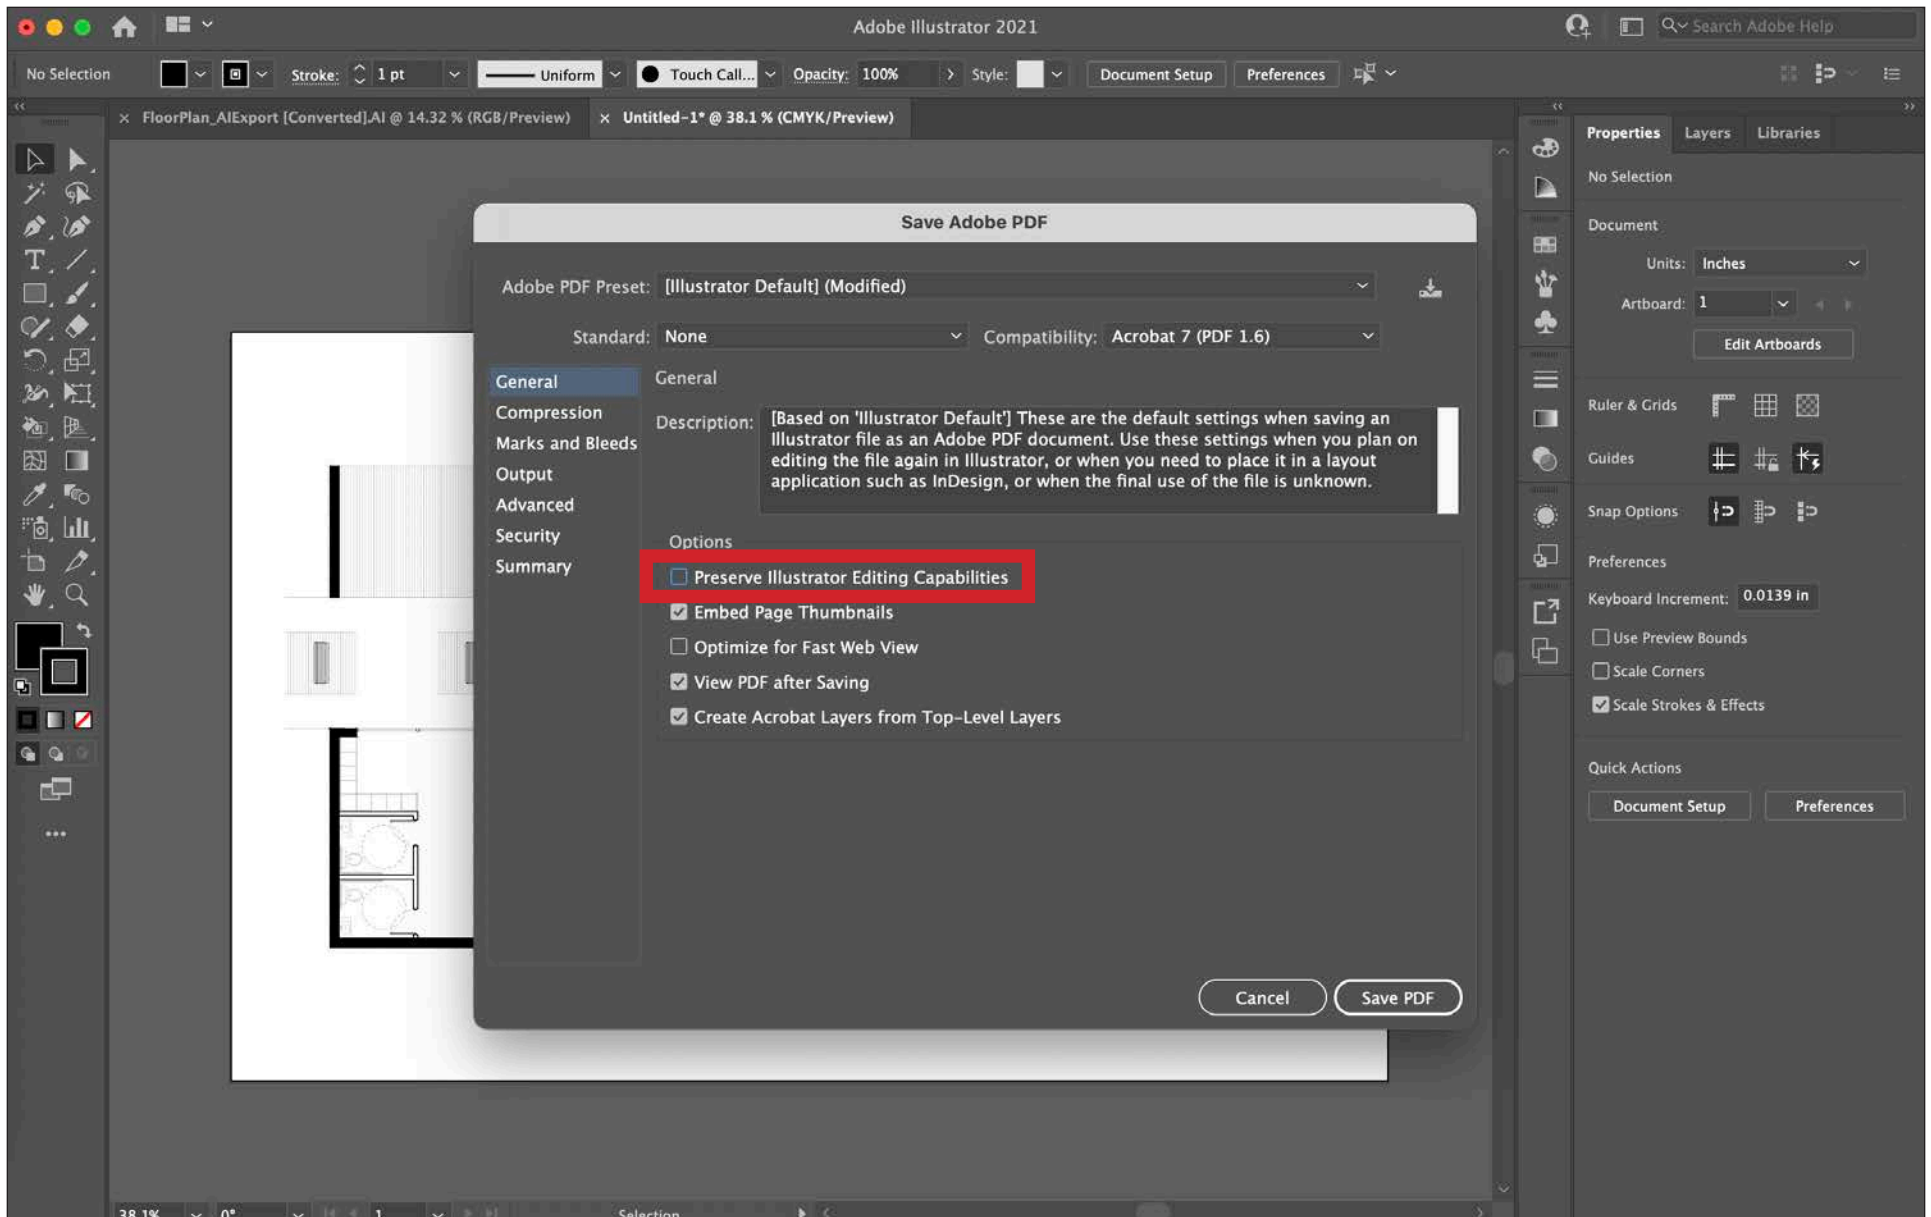 Adobe Illustrator 2021
Search Adobe Help
No Selection
Stroke: 1 pt
Uniform
Touch Call...
Opacity: 100%
Style:
Document Setup
Preferences
× FloorPlan_AIExport [Converted].AI @ 14.32 % (RGB/Preview)
× Untitled-1* @ 38.1 % (CMYK/Preview)
Save Adobe PDF
Adobe PDF Preset: [Illustrator Default] (Modified)
Standard: None
Compatibility: Acrobat 7 (PDF 1.6)
General
Compression
Marks and Bleeds
Output
Advanced
Security
Summary
General
Description: [Based on 'Illustrator Default'] These are the default settings when saving an
Illustrator file as an Adobe PDF document. Use these settings when you plan on
editing the file again in Illustrator, or when you need to place it in a layout
application such as InDesign, or when the final use of the file is unknown.
Options
Preserve Illustrator Editing Capabilities
Embed Page Thumbnails
Optimize for Fast Web View
View PDF after Saving
Create Acrobat Layers from Top-Level Layers
Cancel
Save PDF
Properties
Layers
Libraries
No Selection
Document
Units: Inches
Artboard: 1
Edit Artboards
Ruler & Grids
Guides
Snap Options
Preferences
Keyboard Increment: 0.0139 in
Use Preview Bounds
Scale Corners
Scale Strokes & Effects
Quick Actions
Document Setup
Preferences
38.1%
0°
1
Selection